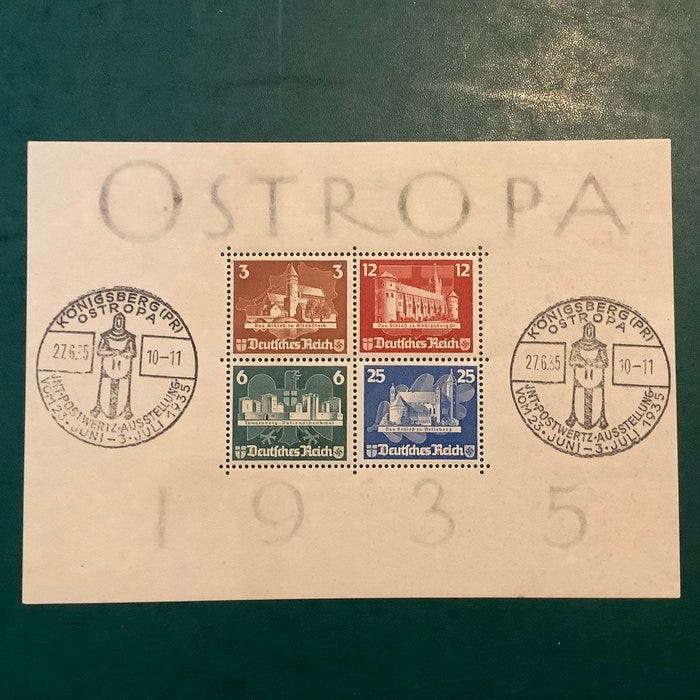 OSTROPA
KÖNIGSBERG (PR)
OSTROPA
27.6.35 10-11
JNT·POSTWERTZ·AUSSTELLUNG·
VOM 23. JUNI-3. JULI 1935
3 3
Das Schloß zu Allenstein
Deutsches Reich
12 12
Das Schloß zu Königsberg Pr.
Deutsches Reich
6 6
Tannenberg-Nationaldenkmal
Deutsches Reich
25 25
Das Schloß zu Heilsberg
Deutsches Reich
KÖNIGSBERG (PR)
OSTROPA
27.6.35 10-11
JNT·POSTWERTZ·AUSSTELLUNG·
VOM 23. JUNI-3. JULI 1935
1935